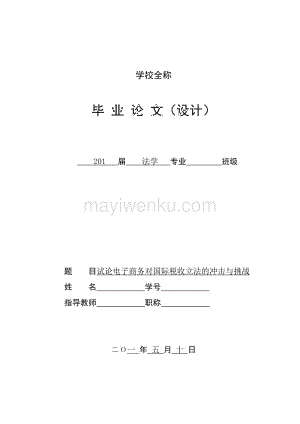 学校全称
毕 业 论 文（设计）
201 届 法学 专业 班级
mayiwenku.com
题 目试论电子商务对国际税收立法的冲击与挑战
姓 名 学号
指导教师 职称
二〇一 年 五 月 十 日